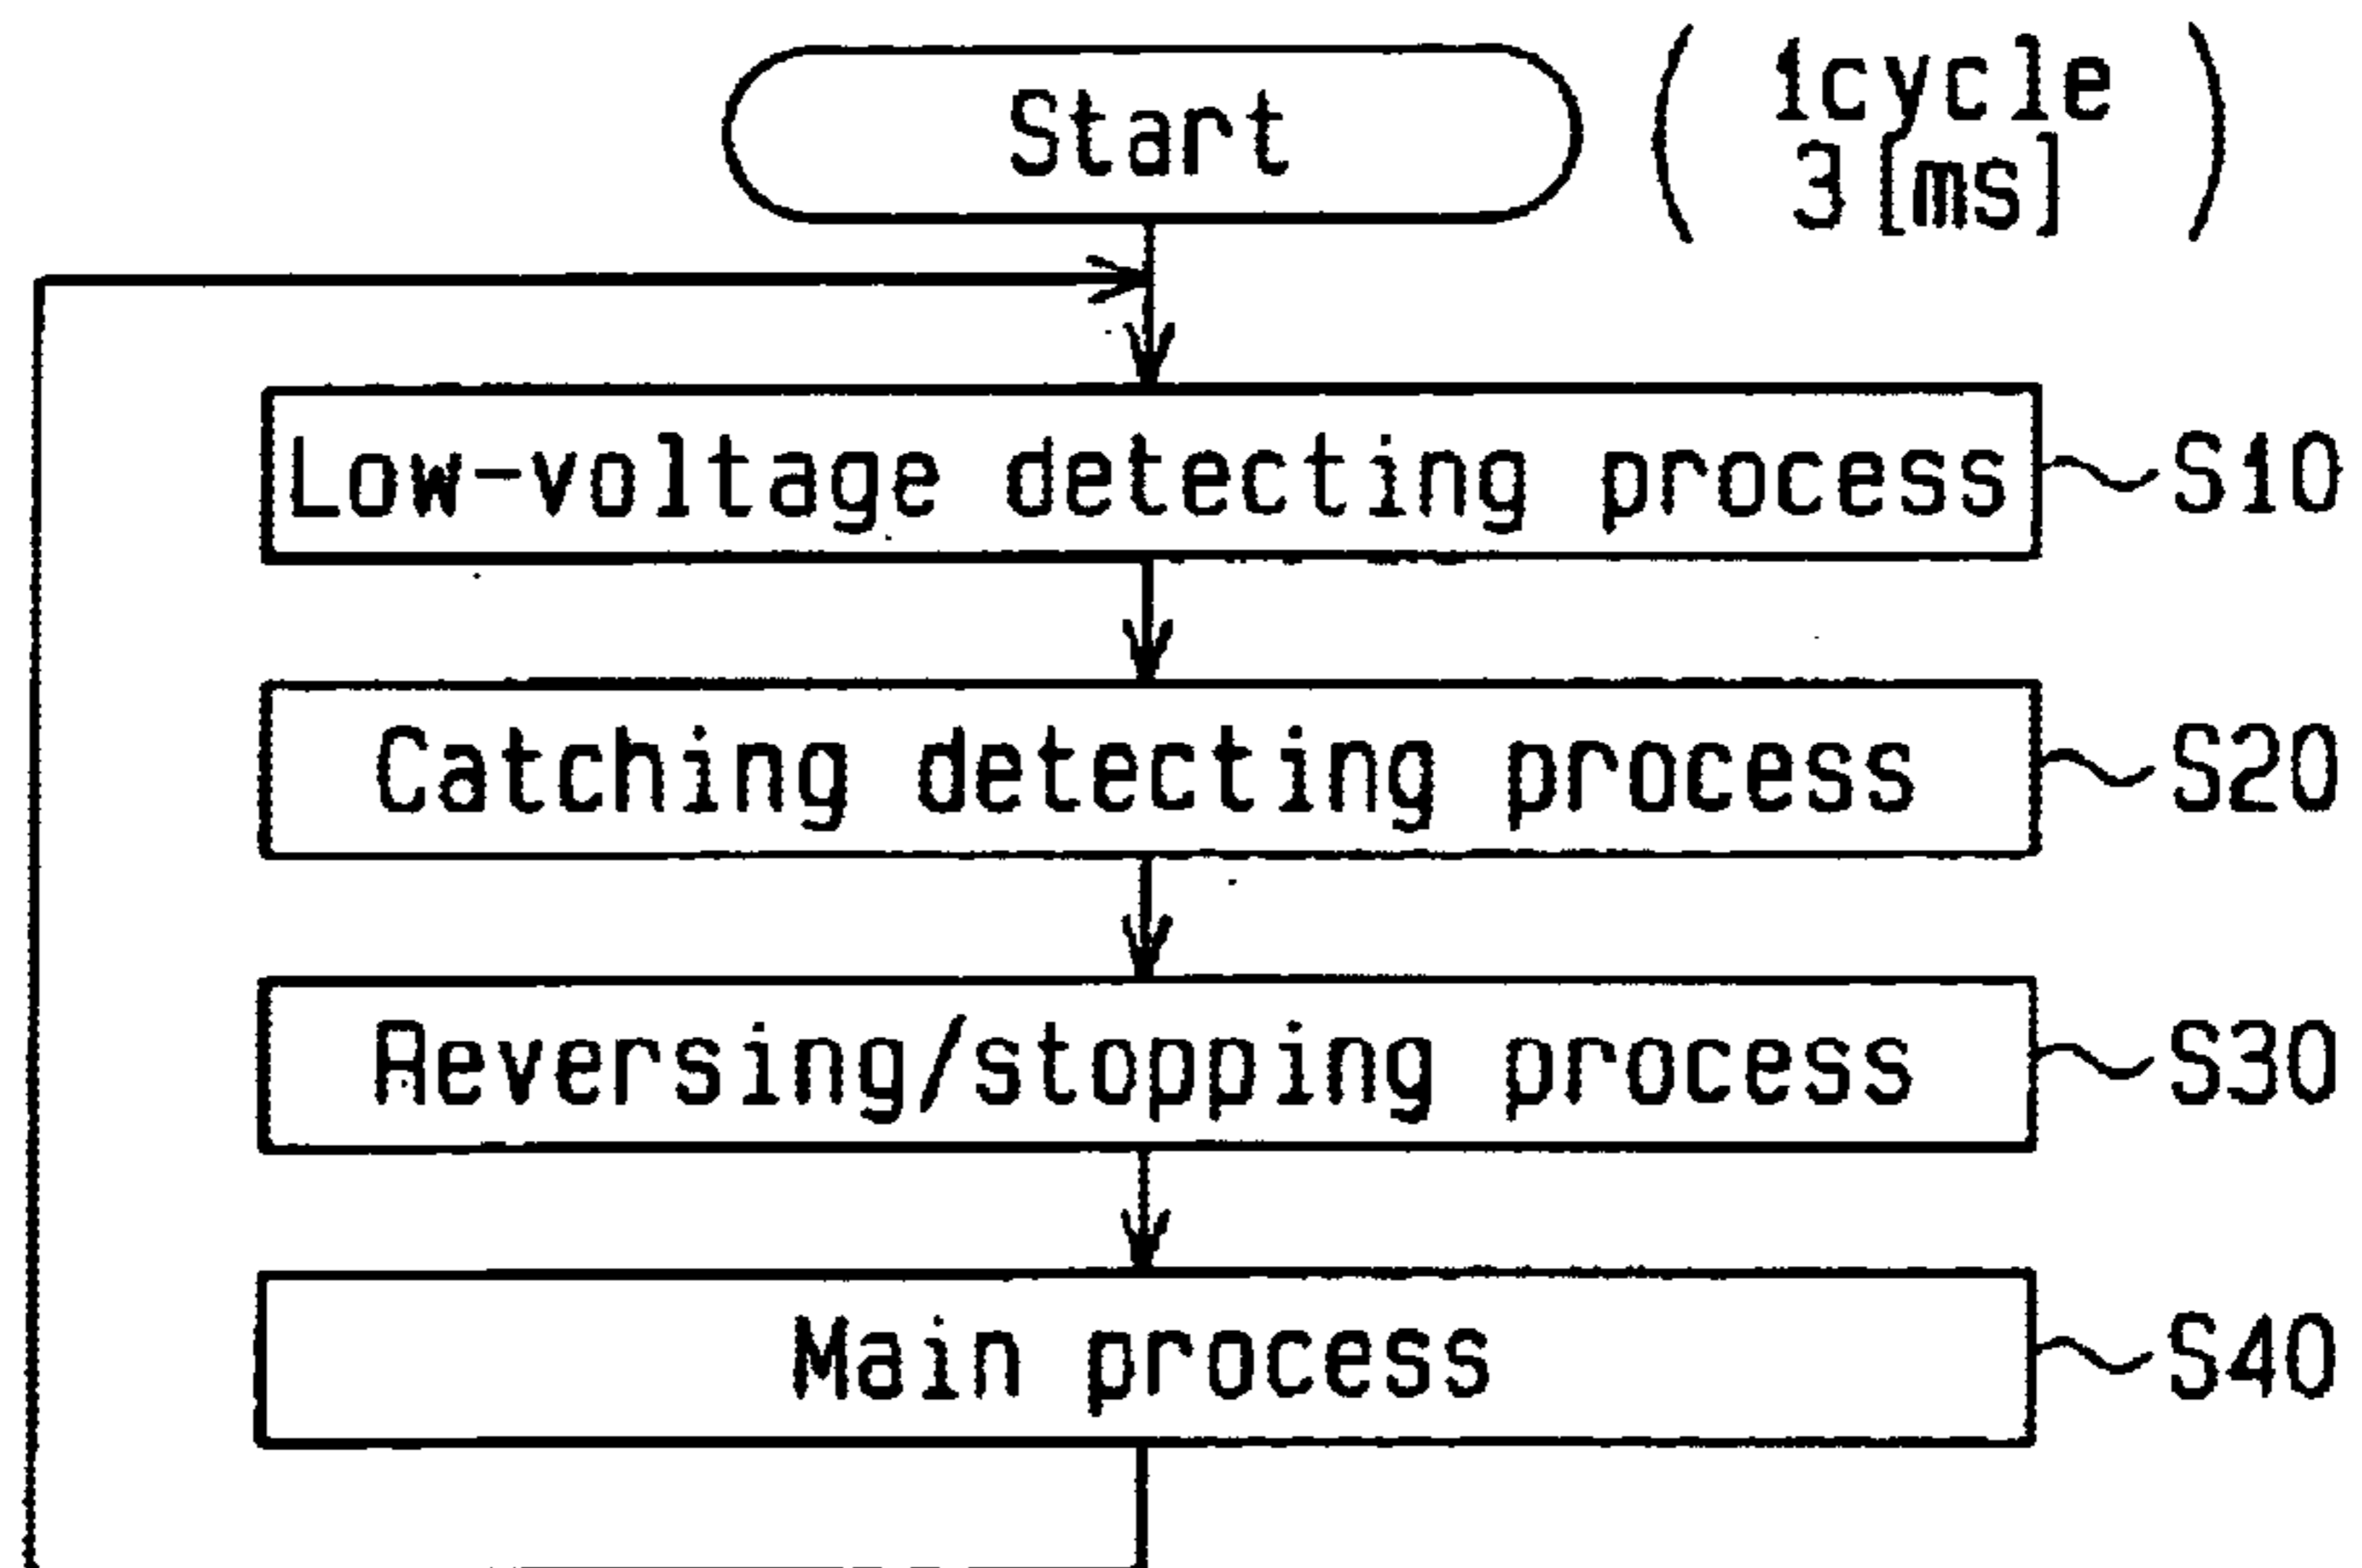 Start
( 1cycle
3[ms] )
Low-voltage detecting process S10
Catching detecting process S20
Reversing/stopping process S30
Main process S40